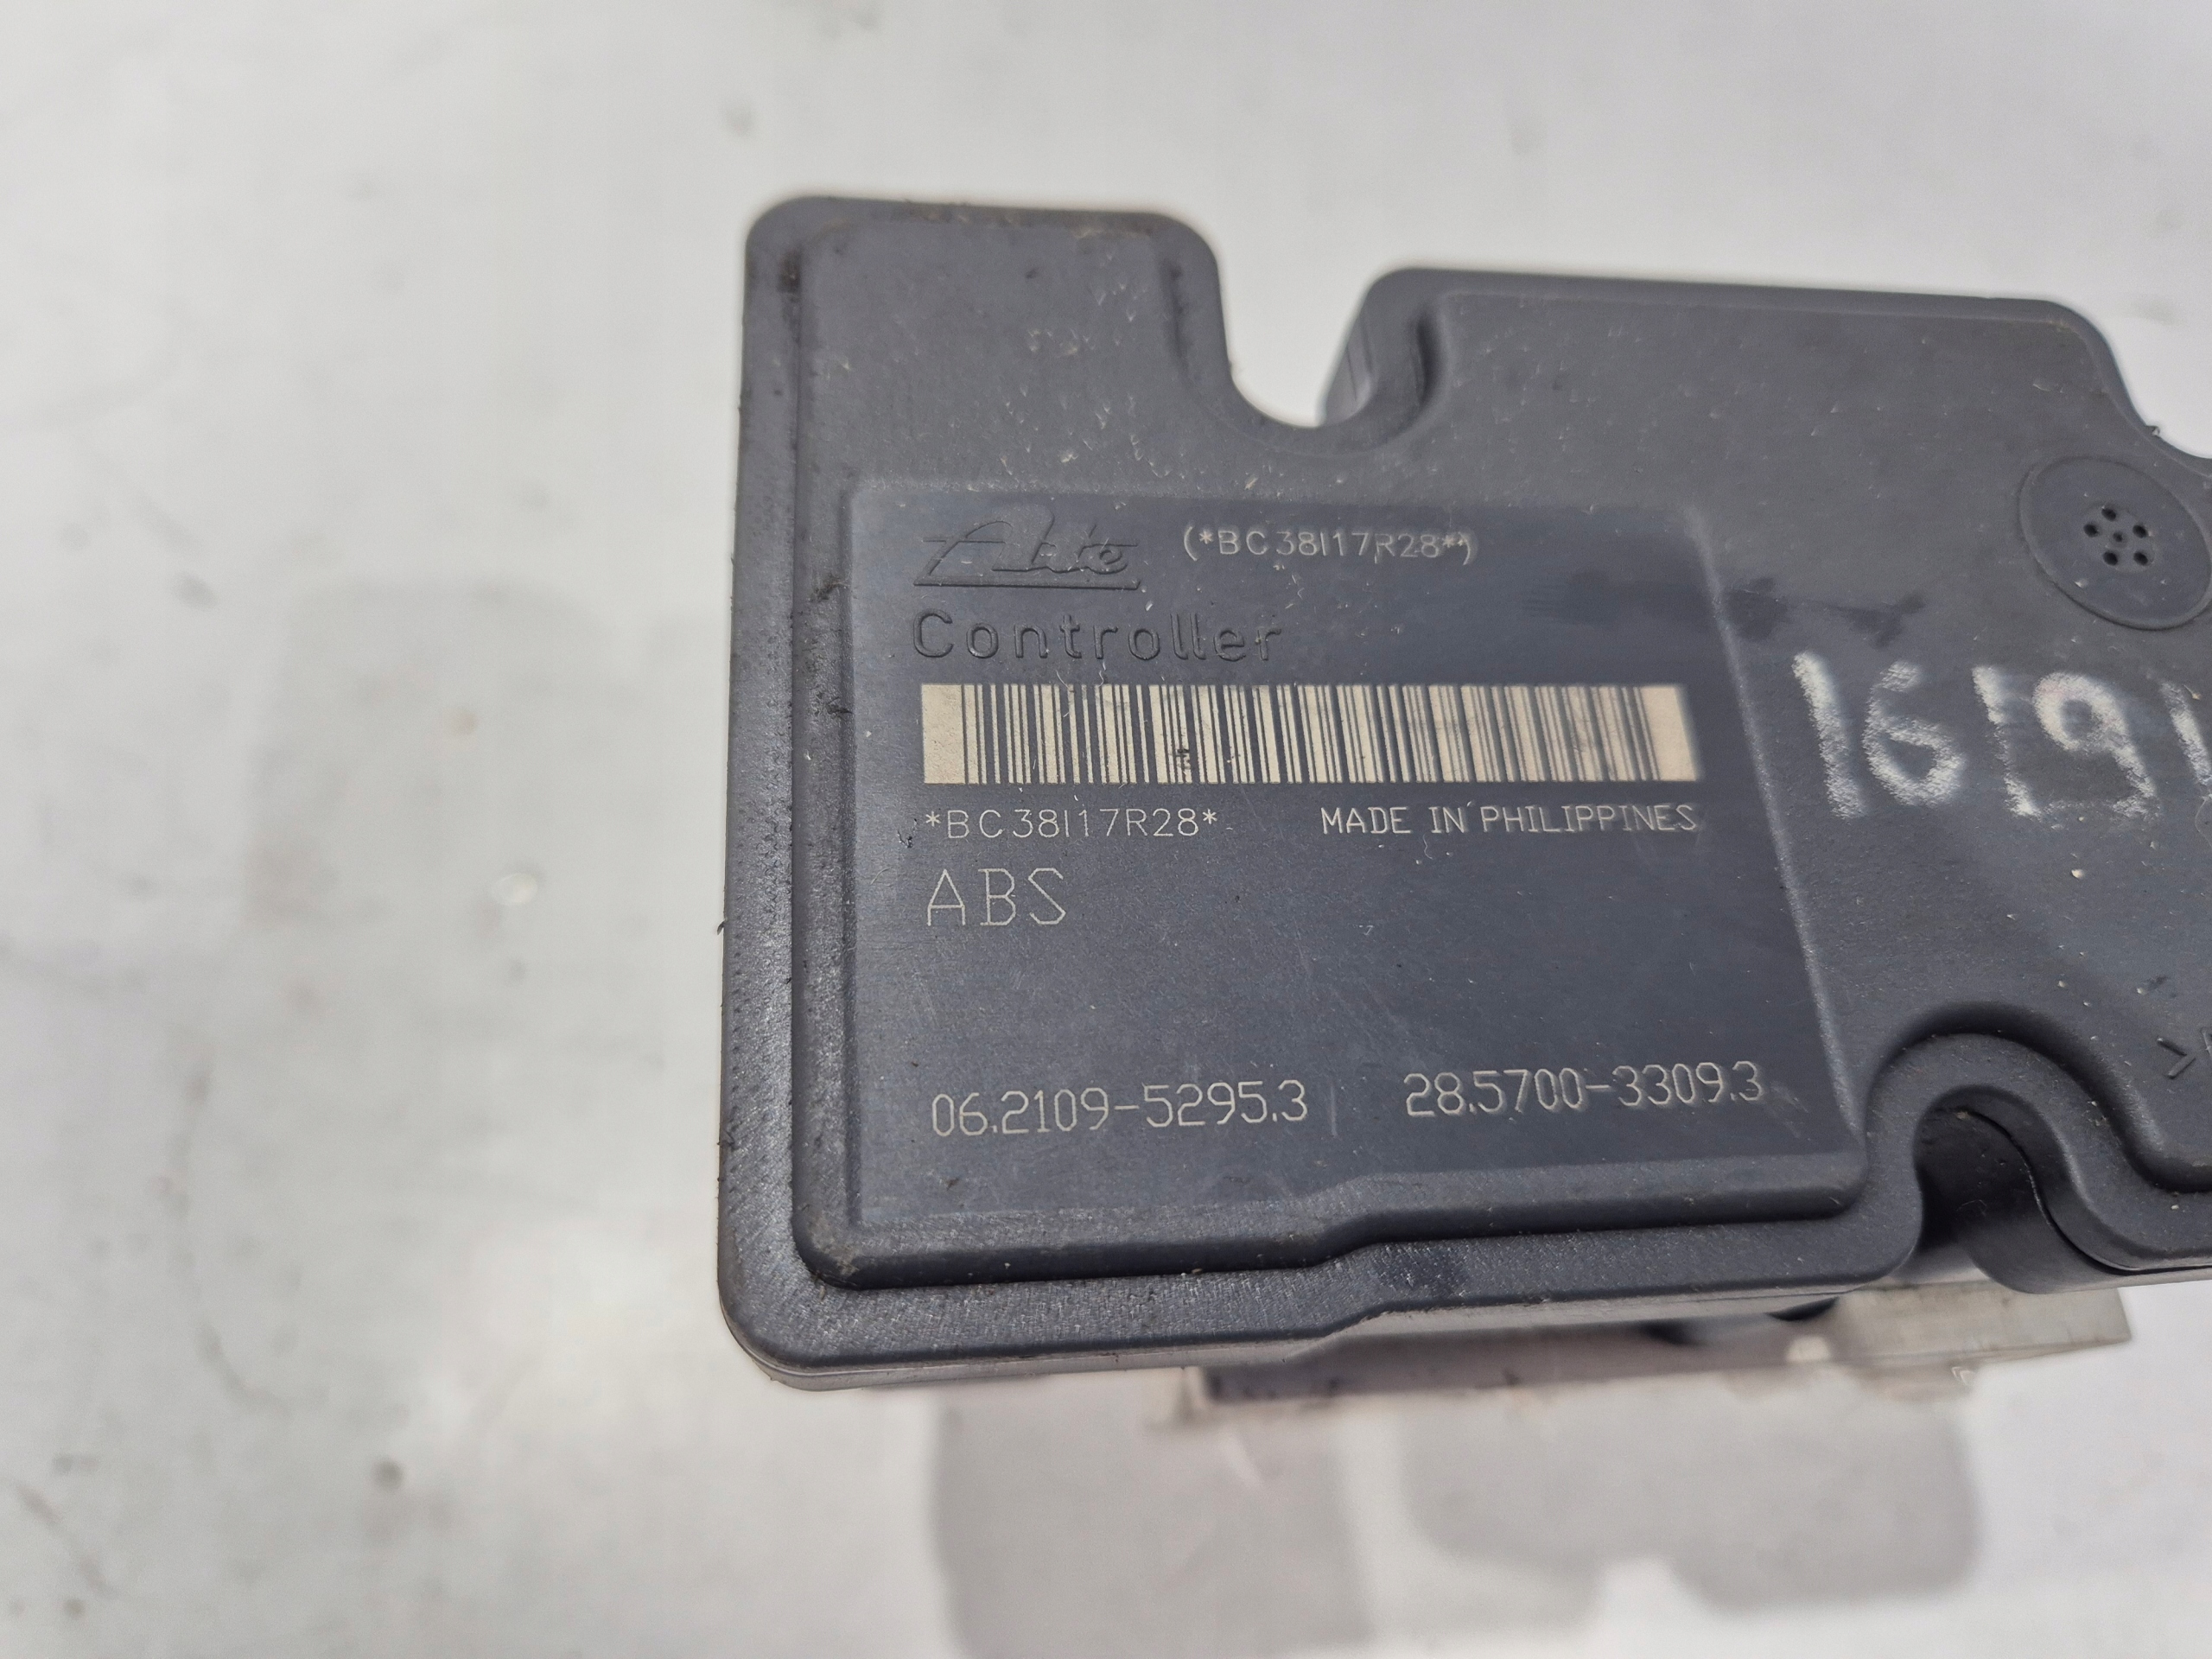 Ate (*BC38I17R28*)
Controller
*BC38I17R28* MADE IN PHILIPPINES
ABS
06.2109-5295.3 28.5700-3309.3